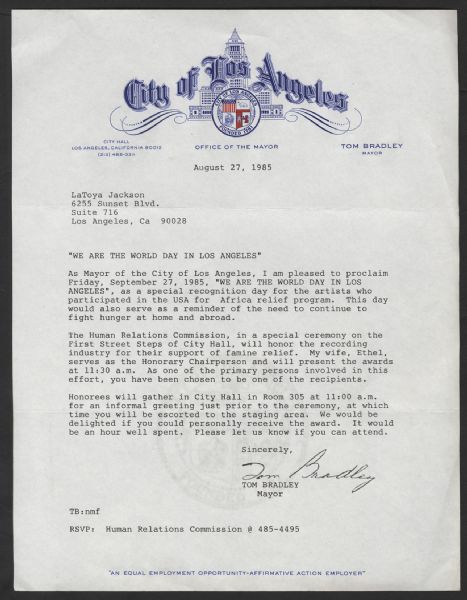 City of Los Angeles
CITY OF LOS ANGELES
FOUNDED 1781
CITY HALL
LOS ANGELES, CALIFORNIA 90012
(213) 485-3311
OFFICE OF THE MAYOR
TOM BRADLEY
MAYOR
August 27, 1985
LaToya Jackson
6255 Sunset Blvd.
Suite 716
Los Angeles, Ca 90028
"WE ARE THE WORLD DAY IN LOS ANGELES"
As Mayor of the City of Los Angeles, I am pleased to proclaim
Friday, September 27, 1985, "WE ARE THE WORLD DAY IN LOS
ANGELES", as a special recognition day for the artists who
participated in the USA for Africa relief program. This day
would also serve as a reminder of the need to continue to
fight hunger at home and abroad.
The Human Relations Commission, in a special ceremony on the
First Street Steps of City Hall, will honor the recording
industry for their support of famine relief. My wife, Ethel,
serves as the Honorary Chairperson and will present the awards
at 11:30 a.m. As one of the primary persons involved in this
effort, you have been chosen to be one of the recipients.
Honorees will gather in City Hall in Room 305 at 11:00 a.m.
for an informal greeting just prior to the ceremony, at which
time you will be escorted to the staging area. We would be
delighted if you could personally receive the award. It would
be an hour well spent. Please let us know if you can attend.
Sincerely,
Tom Bradley
TOM BRADLEY
Mayor
TB:nmf
RSVP: Human Relations Commission @ 485-4495
"AN EQUAL EMPLOYMENT OPPORTUNITY-AFFIRMATIVE ACTION EMPLOYER"